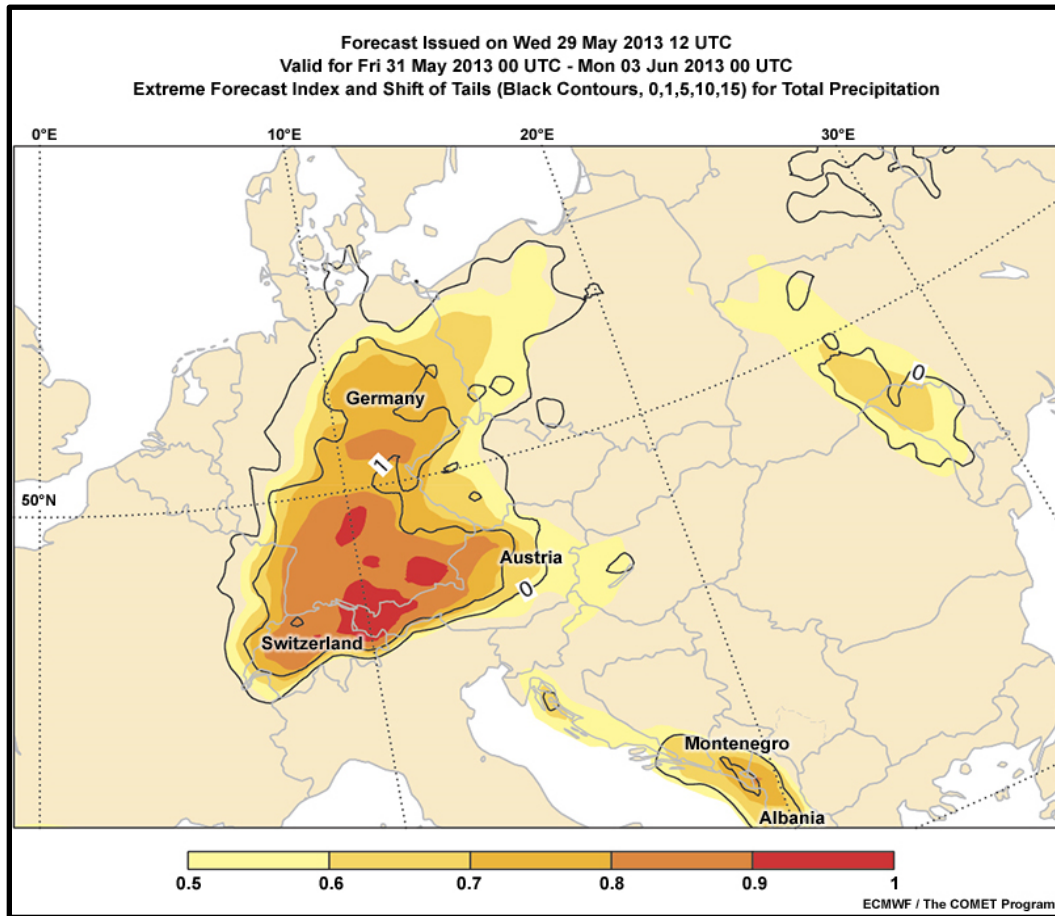 Forecast Issued on Wed 29 May 2013 12 UTC
Valid for Fri 31 May 2013 00 UTC - Mon 03 Jun 2013 00 UTC
Extreme Forecast Index and Shift of Tails (Black Contours, 0,1,5,10,15) for Total Precipitation
0°E 10°E 20°E 30°E
0
Germany
1
50°N
Austria
0
Switzerland
Montenegro
Albania
0.5 0.6 0.7 0.8 0.9 1
ECMWF / The COMET Program